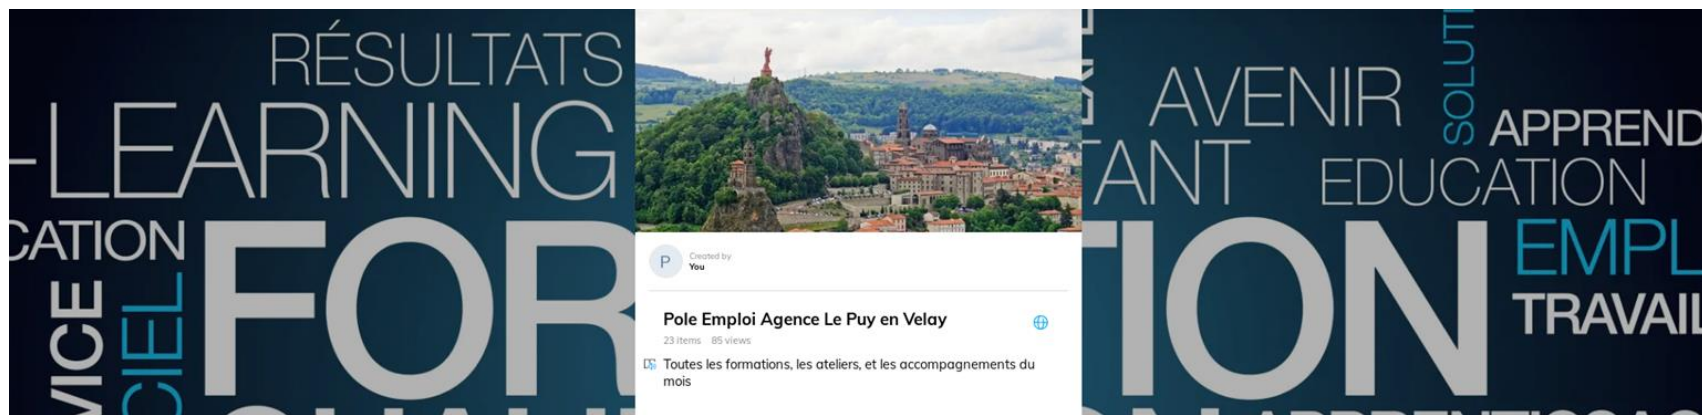 RÉSULTATS
-LEARNING
CATION
FOR
VICE
CIEL
AVENIR
SOLUTI
APPREND
TANT
EDUCATION
TION
EMPL
TRAVAIL
P
Created by
You
Pole Emploi Agence Le Puy en Velay
23 items 85 views
Toutes les formations, les ateliers, et les accompagnements du
mois